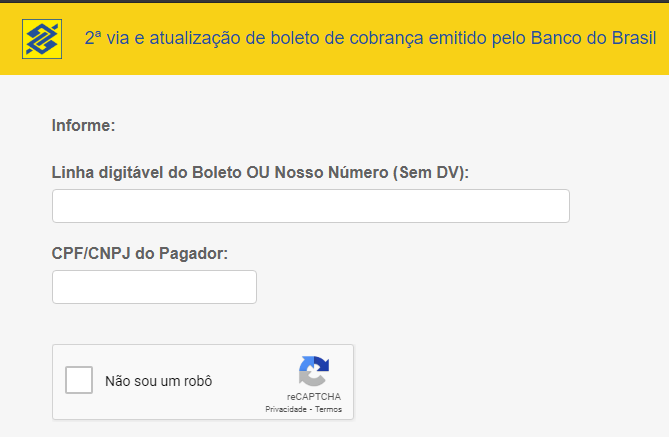 2ª via e atualização de boleto de cobrança emitido pelo Banco do Brasil
Informe:
Linha digitável do Boleto OU Nosso Número (Sem DV):
CPF/CNPJ do Pagador:
Não sou um robô
reCAPTCHA
Privacidade - Termos